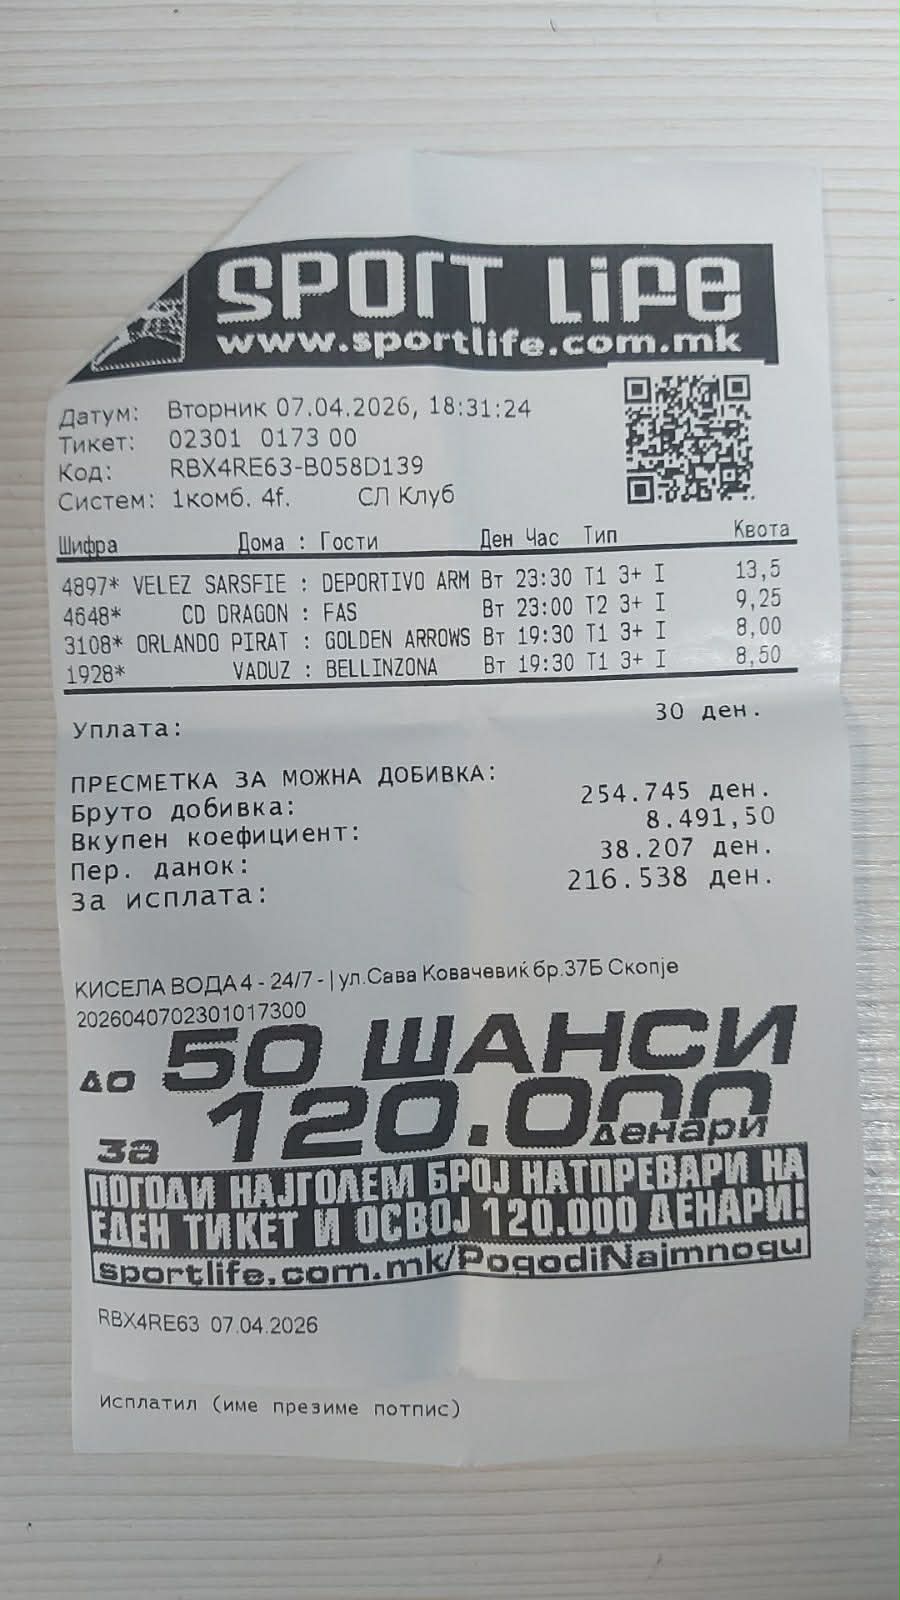 SPORT LIFE
www.sportlife.com.mk
Датум: Вторник 07.04.2026, 18:31:24
Тикет: 02301 0173 00
Код: RBX4RE63-B058D139
Систем: 1комб. 4f. СЛ Клуб
Шифра Дома : Гости Ден Час Тип Квота
4897* VELEZ SARSFIE : DEPORTIVO ARM Вт 23:30 T1 3+ I 13,5
4648* CD DRAGON : FAS Вт 23:00 T2 3+ I 9,25
3108* ORLANDO PIRAT : GOLDEN ARROWS Вт 19:30 T1 3+ I 8,00
1928* VADUZ : BELLINZONA Вт 19:30 T1 3+ I 8,50
Уплата: 30 ден.
ПРЕСМЕТКА ЗА МОЖНА ДОБИВКА:
Бруто добивка: 254.745 ден.
Вкупен коефициент: 8.491,50
Пер. данок: 38.207 ден.
За исплата: 216.538 ден.
КИСЕЛА ВОДА 4 - 24/7 - | ул.Сава Ковачевиќ бр.37Б Скопје
2026040702301017300
до 50 ШАНСИ
за 120.000 денари
ПОГОДИ НАЈГОЛЕМ БРОЈ НАТПРЕВАРИ НА
ЕДЕН ТИКЕТ И ОСВОЈ 120.000 ДЕНАРИ!
sportlife.com.mk/PogodiNajmnogu
RBX4RE63 07.04.2026
Исплатил (име презиме потпис)